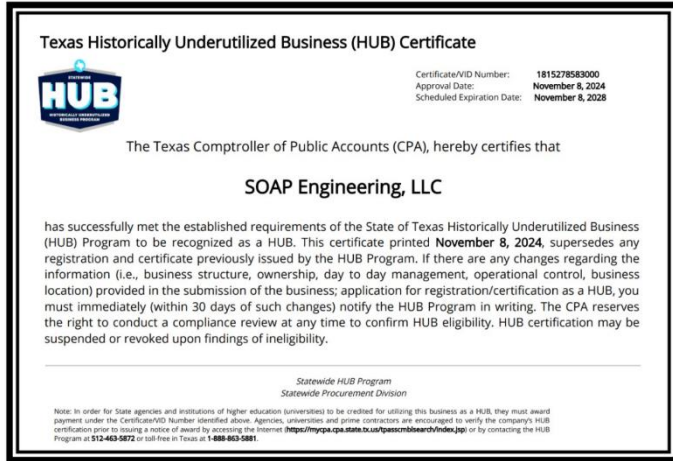 Texas Historically Underutilized Business (HUB) Certificate
STATEWIDE
HUB
HISTORICALLY UNDERUTILIZED
BUSINESS PROGRAM
Certificate/VID Number: 1815278583000
Approval Date: November 8, 2024
Scheduled Expiration Date: November 8, 2028
The Texas Comptroller of Public Accounts (CPA), hereby certifies that
SOAP Engineering, LLC
has successfully met the established requirements of the State of Texas Historically Underutilized Business
(HUB) Program to be recognized as a HUB. This certificate printed November 8, 2024, supersedes any
registration and certificate previously issued by the HUB Program. If there are any changes regarding the
information (i.e., business structure, ownership, day to day management, operational control, business
location) provided in the submission of the business; application for registration/certification as a HUB, you
must immediately (within 30 days of such changes) notify the HUB Program in writing. The CPA reserves
the right to conduct a compliance review at any time to confirm HUB eligibility. HUB certification may be
suspended or revoked upon findings of ineligibility.
Statewide HUB Program
Statewide Procurement Division
Note: In order for State agencies and institutions of higher education (universities) to be credited for utilizing this business as a HUB, they must award
payment under the Certificate/VID Number identified above. Agencies, universities and prime contractors are encouraged to verify the company's HUB
certification prior to issuing a notice of award by accessing the Internet (https://mycpa.cpa.state.tx.us/tpasscmblsearch/index.jsp) or by contacting the HUB
Program at 512-463-5872 or toll-free in Texas at 1-888-863-5881.